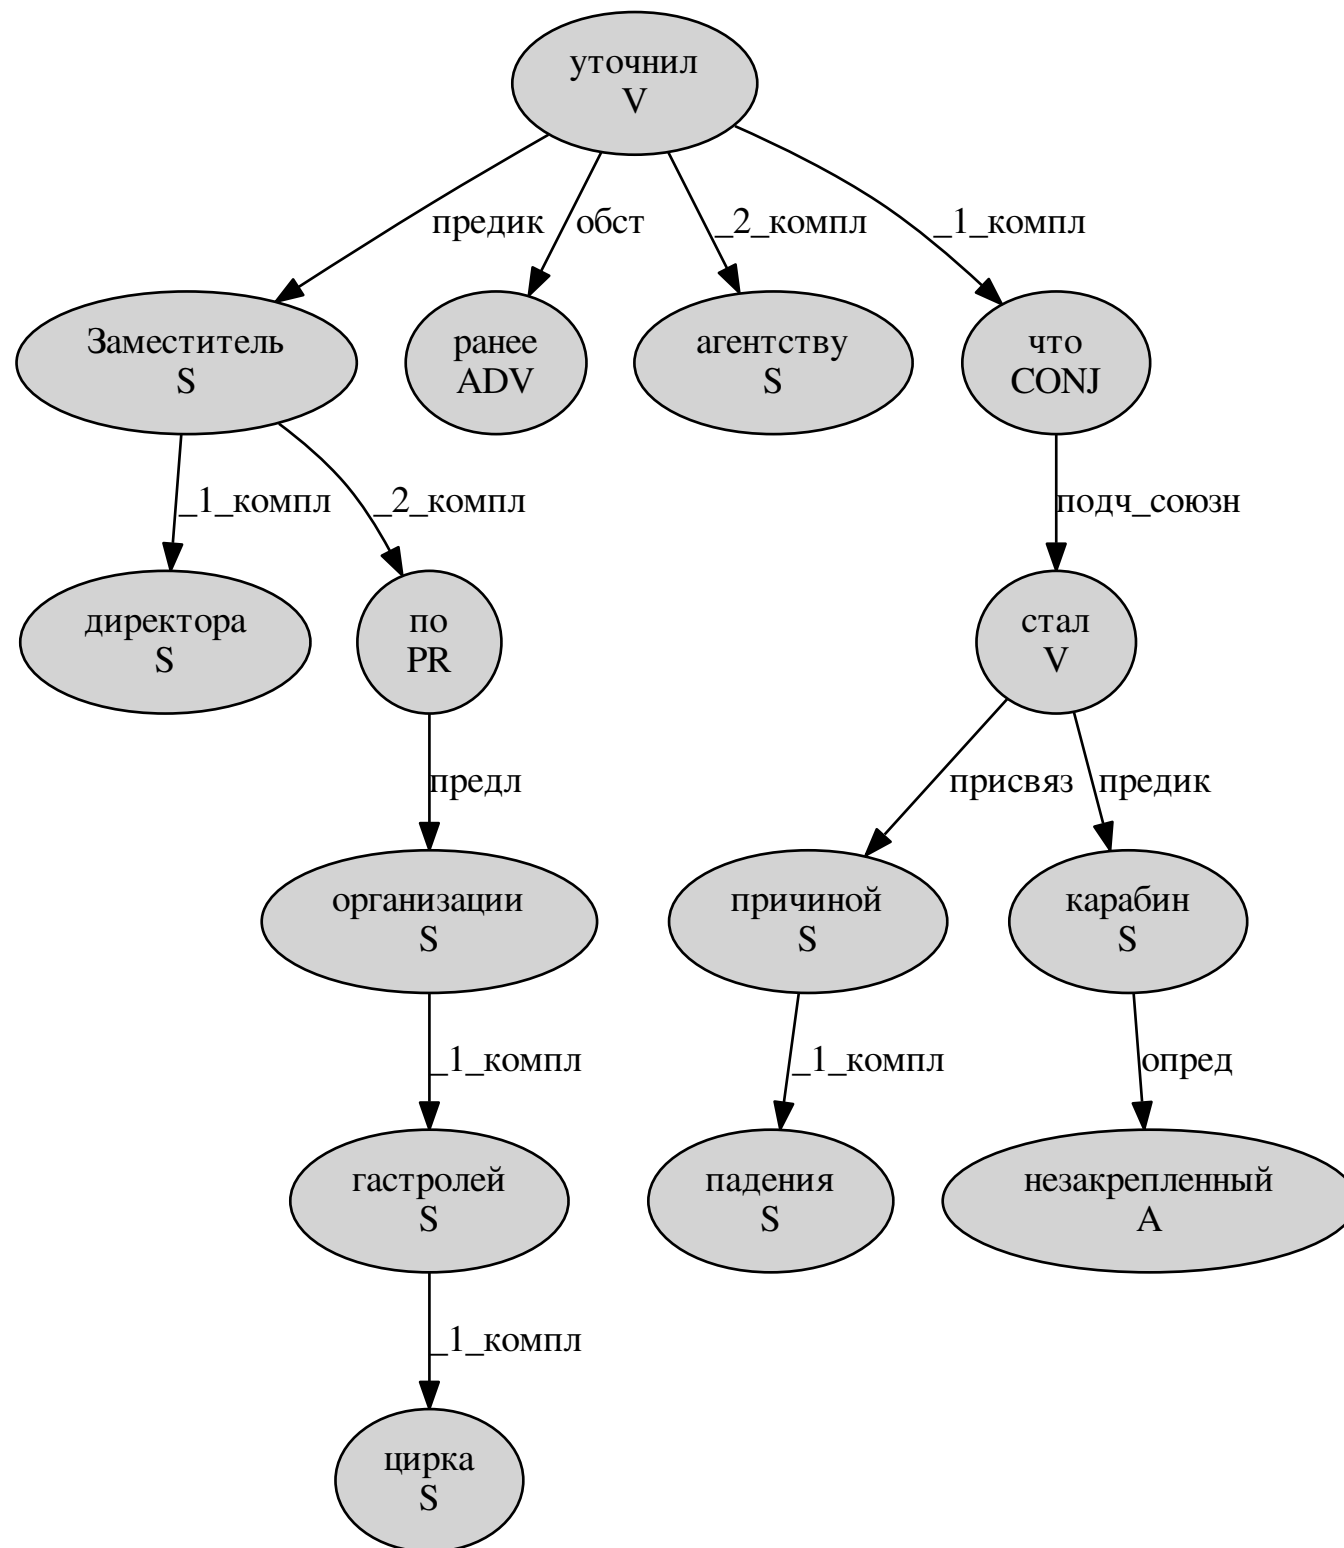 уточнил
V
предик
обст
_2_компл
_1_компл
Заместитель
S
ранее
ADV
агентству
S
что
CONJ
_1_компл
_2_компл
подч_союзн
директора
S
по
PR
стал
V
предл
присвяз
предик
организации
S
причиной
S
карабин
S
_1_компл
_1_компл
опред
гастролей
S
падения
S
незакрепленный
A
_1_компл
цирка
S